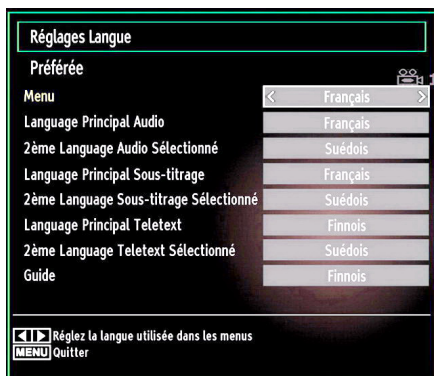 Réglages Langue
Préférée
1
Menu < Français >
Language Principal Audio Français
2ème Language Audio Sélectionné Suédois
Language Principal Sous-titrage Français
2ème Language Sous-titrage Sélectionné Suédois
Language Principal Teletext Finnois
2ème Language Teletext Sélectionné Suédois
Guide Finnois
Réglez la langue utilisée dans les menus
MENU Quitter